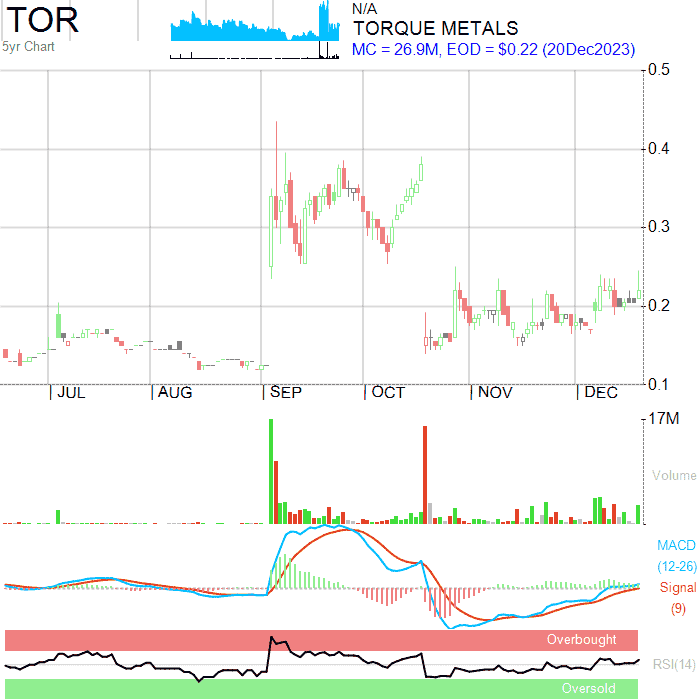 TOR
5yr Chart
N/A
TORQUE METALS
MC = 26.9M, EOD = $0.22 (20Dec2023)
0.5
0.4
0.3
0.2
0.1
JUL AUG SEP OCT NOV DEC
17M
Volume
MACD
(12-26)
Signal
(9)
Overbought
RSI(14)
Oversold